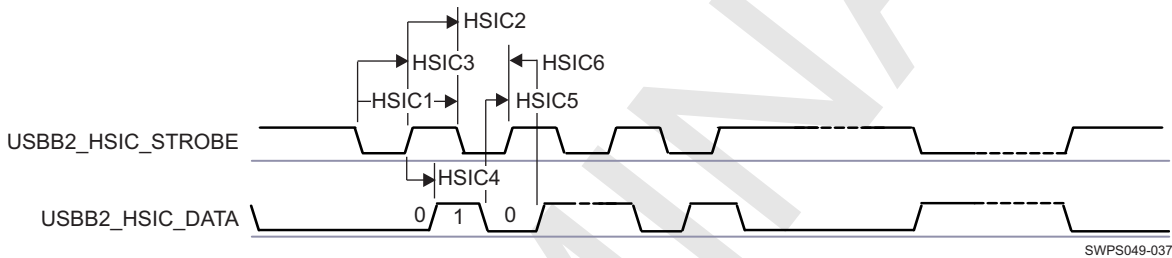 HSIC2
HSIC3
HSIC6
HSIC1
HSIC5
USBB2_HSIC_STROBE
HSIC4
USBB2_HSIC_DATA
0 1 0
SWPS049-037